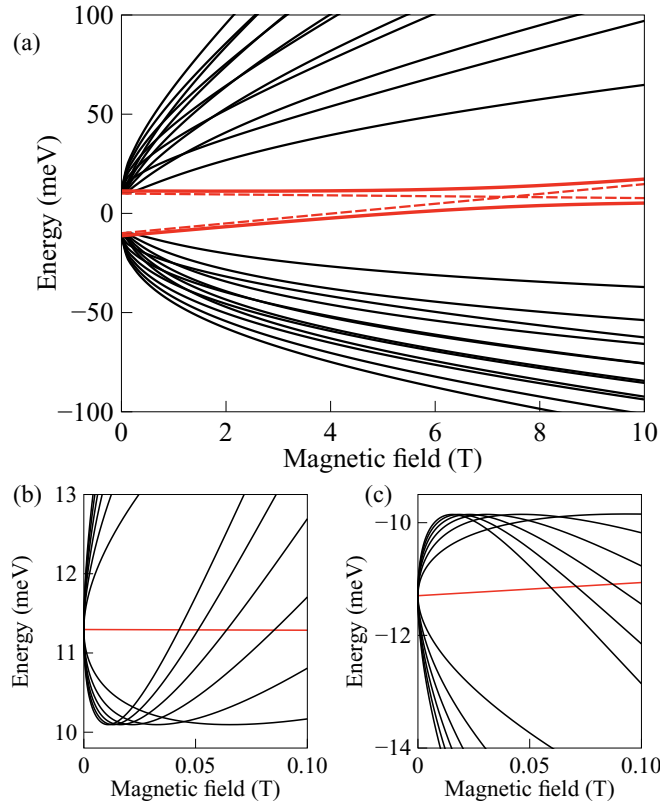 (a)
100
50
0
−50
−100
Energy (meV)
0 2 4 6 8 10
Magnetic field (T)
(b)
13
12
11
10
Energy (meV)
0 0.05 0.10
Magnetic field (T)
(c)
−10
−12
−14
Energy (meV)
0 0.05 0.10
Magnetic field (T)